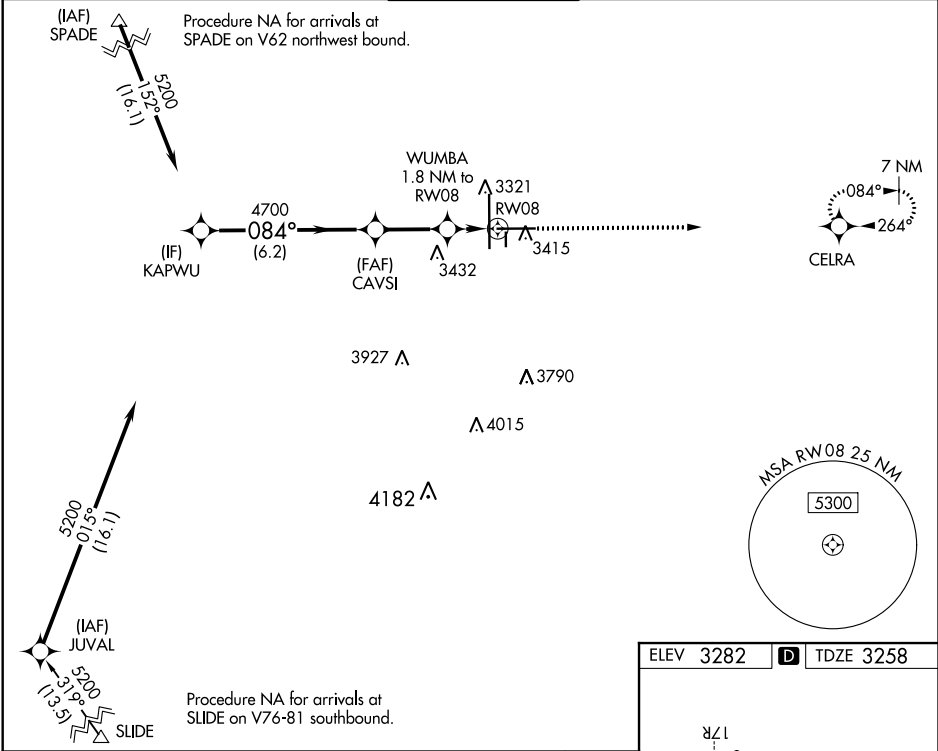 (IAF)
SPADE
Procedure NA for arrivals at
SPADE on V62 northwest bound.
5200
152°
(16.1)
WUMBA
1.8 NM to
RW08
3321
RW08
7 NM
084°
264°
CELRA
4700
084°
(6.2)
(IF)
KAPWU
(FAF)
CAVSI
3432
3415
3927
3790
4015
4182
MSA RW08 25 NM
5300
5200
015°
(16.1)
(IAF)
JUVAL
5200
319°
(13.5)
SLIDE
Procedure NA for arrivals at
SLIDE on V76-81 southbound.
ELEV 3282 D TDZE 3258
17R